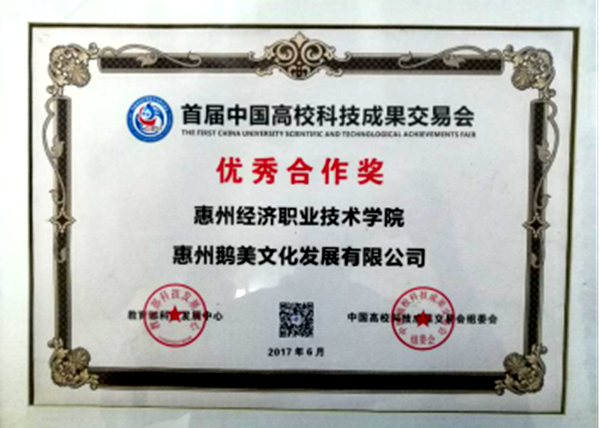 首届中国高校科技成果交易会
THE FIRST CHINA UNIVERSITY SCIENTIFIC AND TECHNOLOGICAL ACHIEVEMENTS FAIR
优秀合作奖
惠州经济职业技术学院
惠州鹅美文化发展有限公司
教育部科技发展中心
中国高校科技成果交易会组委会
2017年6月